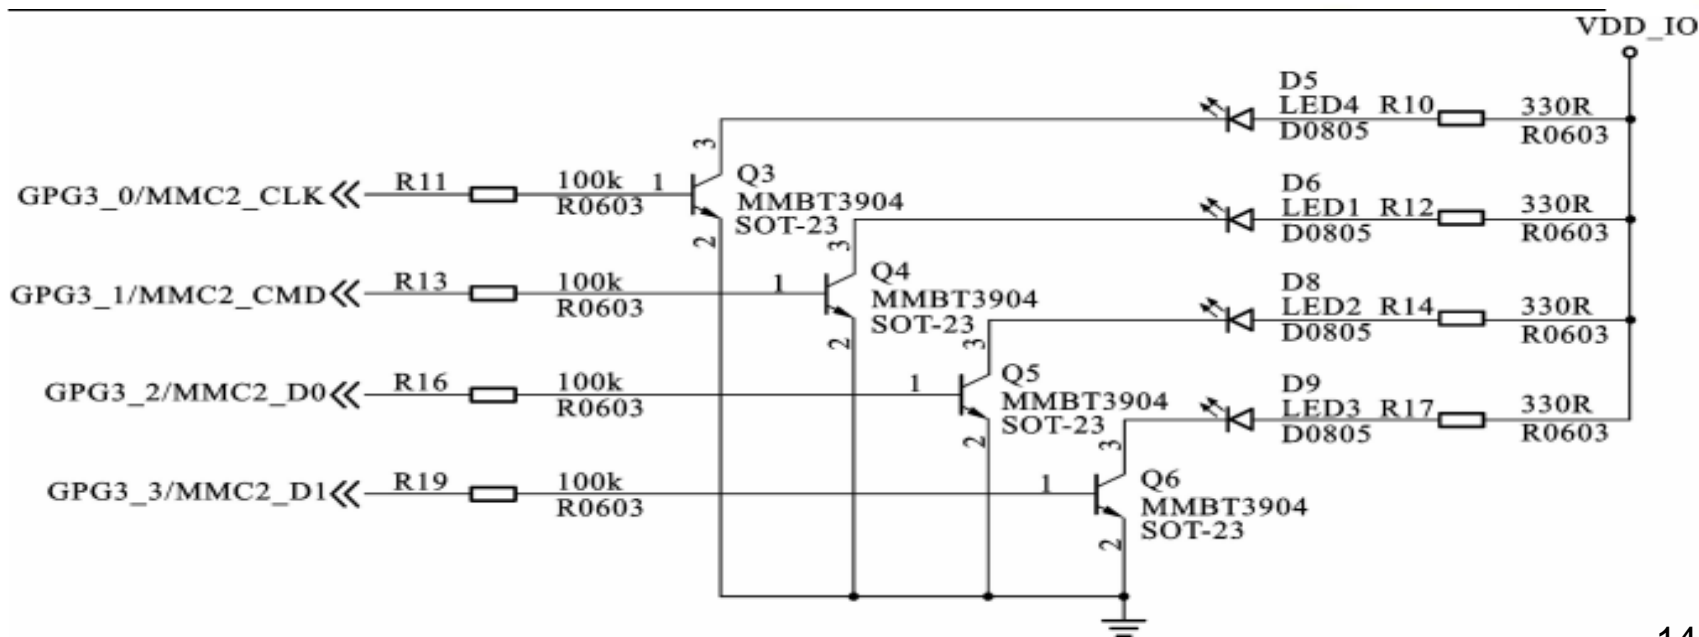 VDD_IO
D5
LED4 R10 330R
D0805 R0603
3
Q3
GPG3_0/MMC2_CLK R11 100k 1 MMBT3904
R0603 SOT-23
2
D6
LED1 R12 330R
D0805 R0603
3
Q4
GPG3_1/MMC2_CMD R13 100k 1 MMBT3904
R0603 SOT-23
2
D8
LED2 R14 330R
D0805 R0603
3
Q5
GPG3_2/MMC2_D0 R16 100k 1 MMBT3904
R0603 SOT-23
2
D9
LED3 R17 330R
D0805 R0603
3
Q6
GPG3_3/MMC2_D1 R19 100k 1 MMBT3904
R0603 SOT-23
2
14